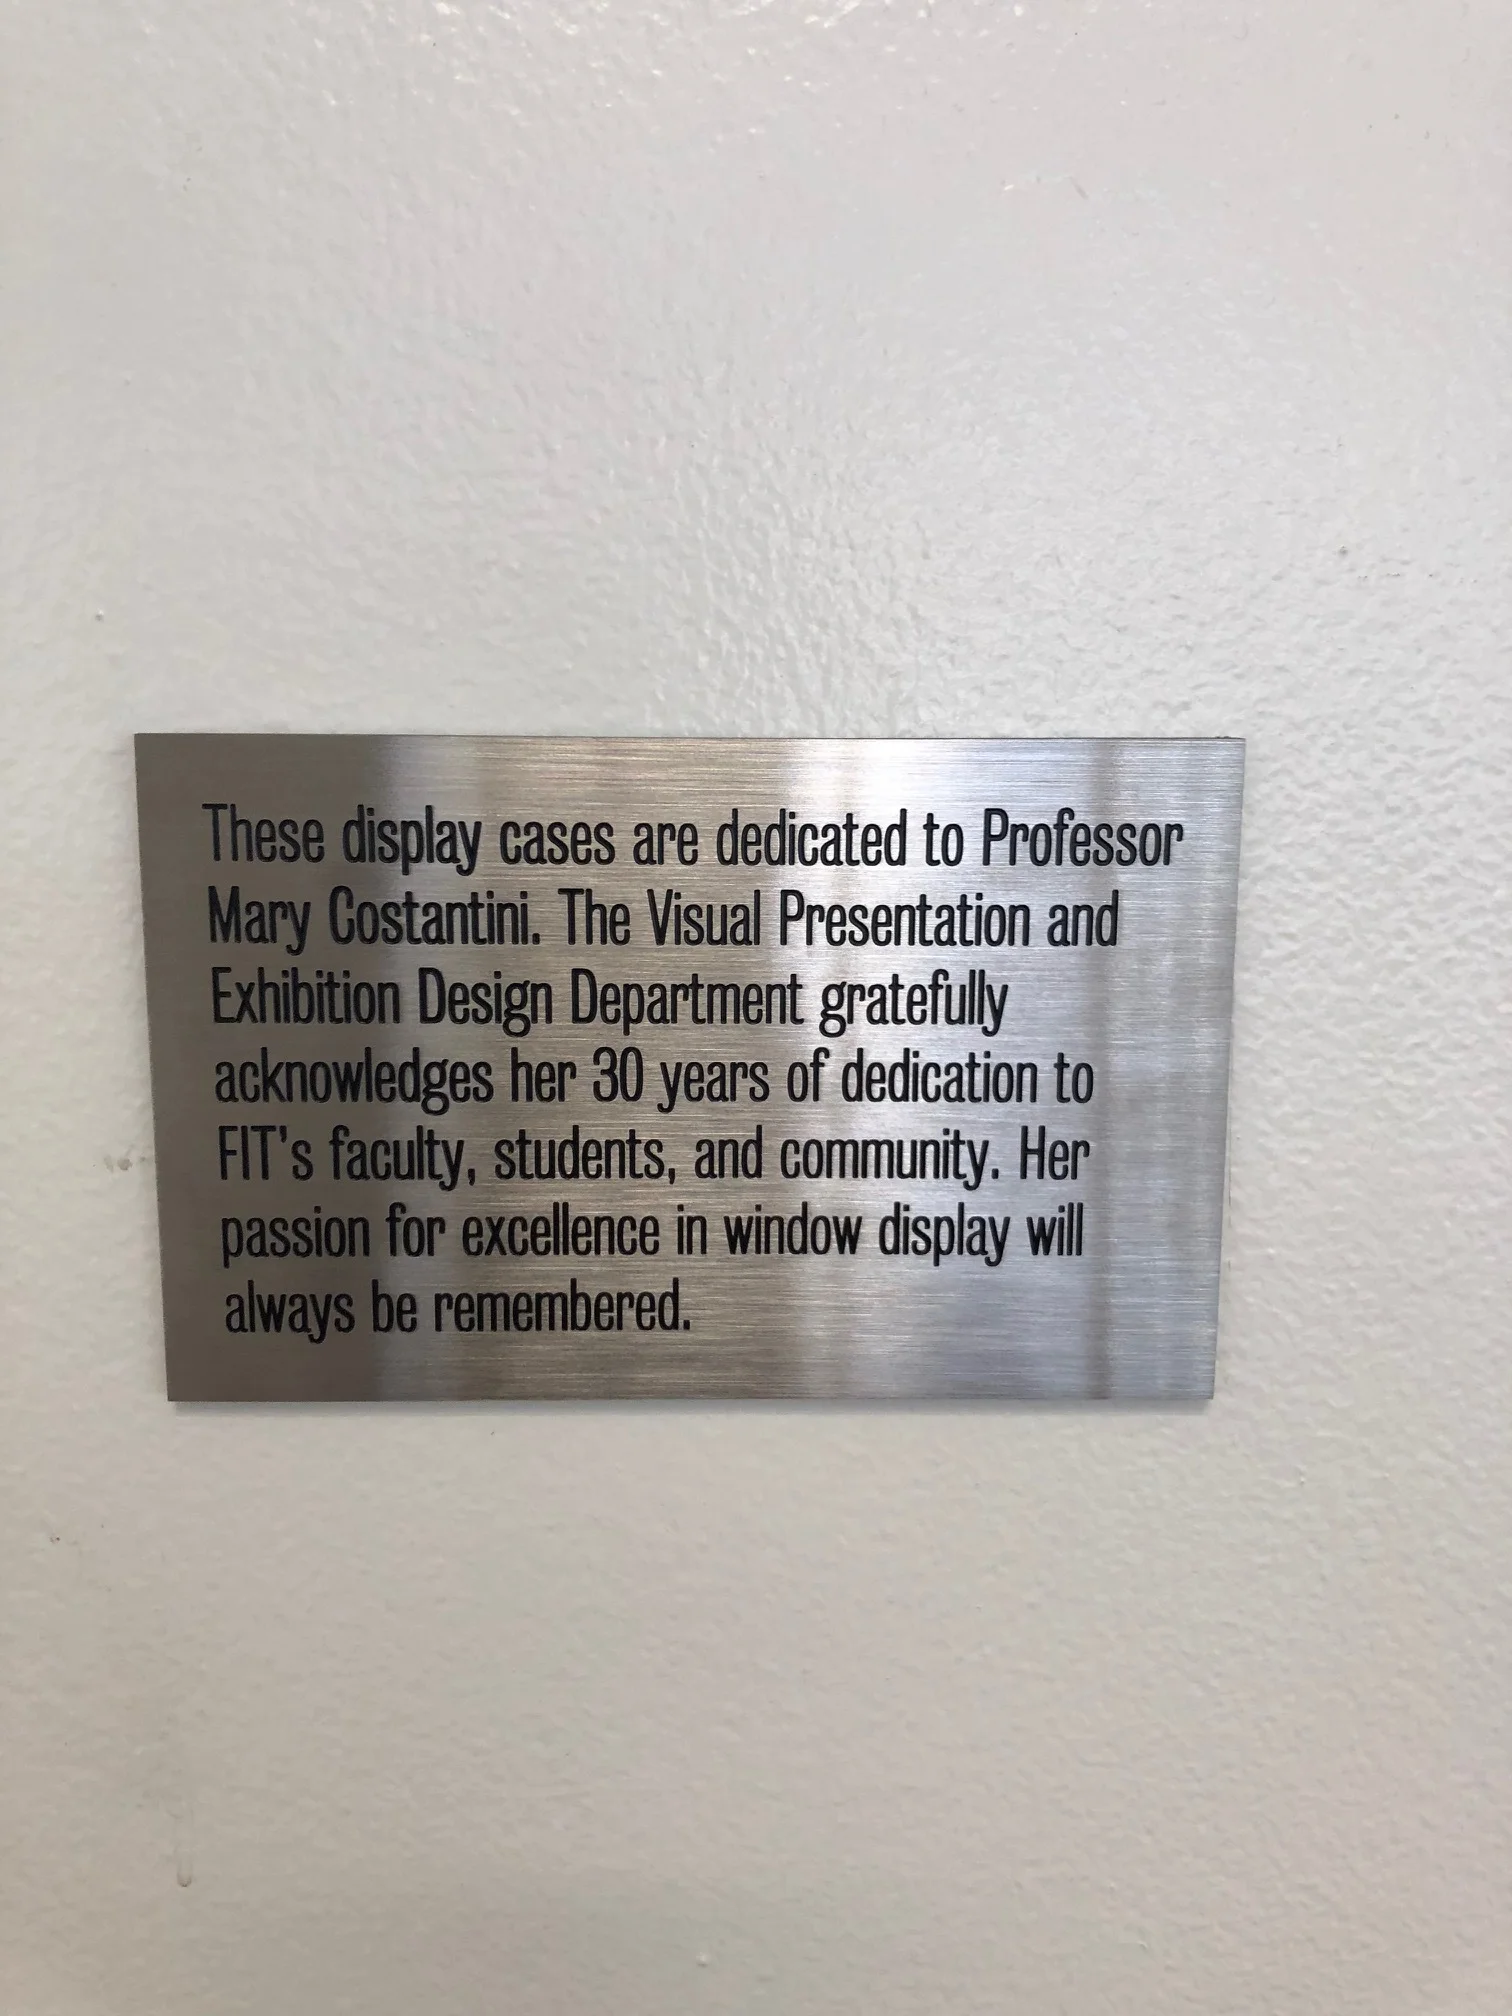 These display cases are dedicated to Professor
Mary Costantini. The Visual Presentation and
Exhibition Design Department gratefully
acknowledges her 30 years of dedication to
FIT's faculty, students, and community. Her
passion for excellence in window display will
always be remembered.